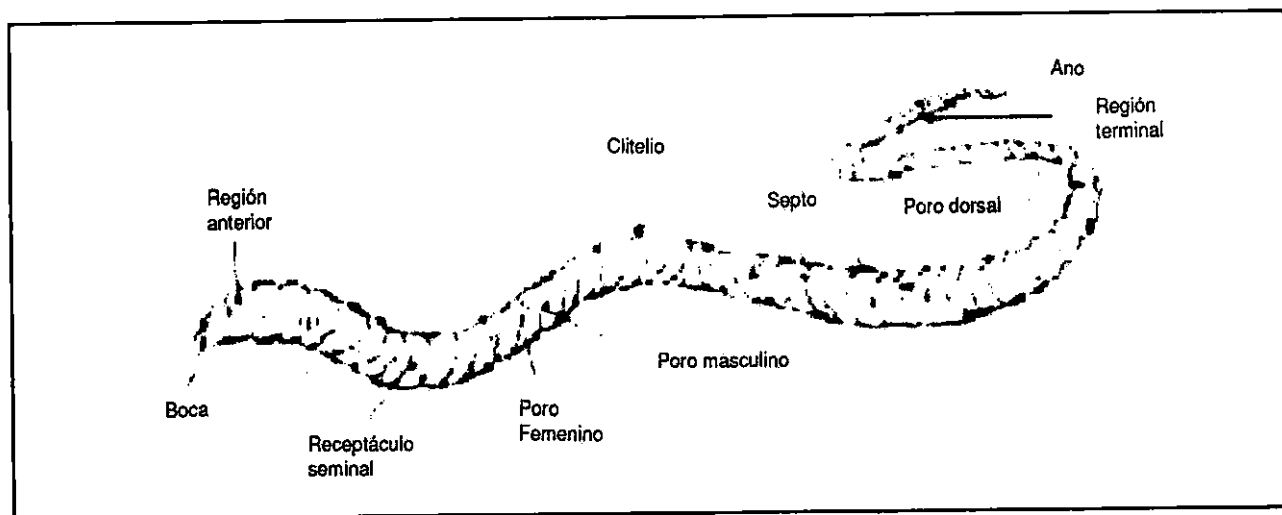 Ano
Región
terminal
Clitelio
Región
anterior
Septo
Poro dorsal
Poro masculino
Boca
Poro
Femenino
Receptáculo
seminal